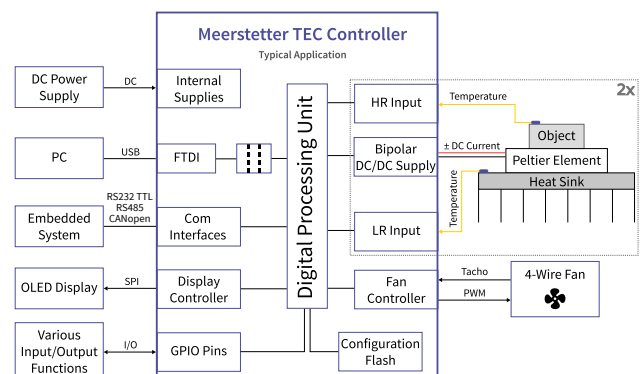 Meerstetter TEC Controller
Typical Application
2x
DC Power
Supply
DC
Internal
Supplies
HR Input
Temperature
Object
PC
USB
FTDI
Digital Processing Unit
Bipolar
DC/DC Supply
± DC Current
Peltier Element
Heat Sink
Embedded
System
RS232 TTL
RS485
CANopen
Com
Interfaces
LR Input
Temperature
OLED Display
SPI
Display
Controller
Fan
Controller
Tacho
PWM
4-Wire Fan
Various
Input/Output
Functions
I/O
GPIO Pins
Configuration
Flash